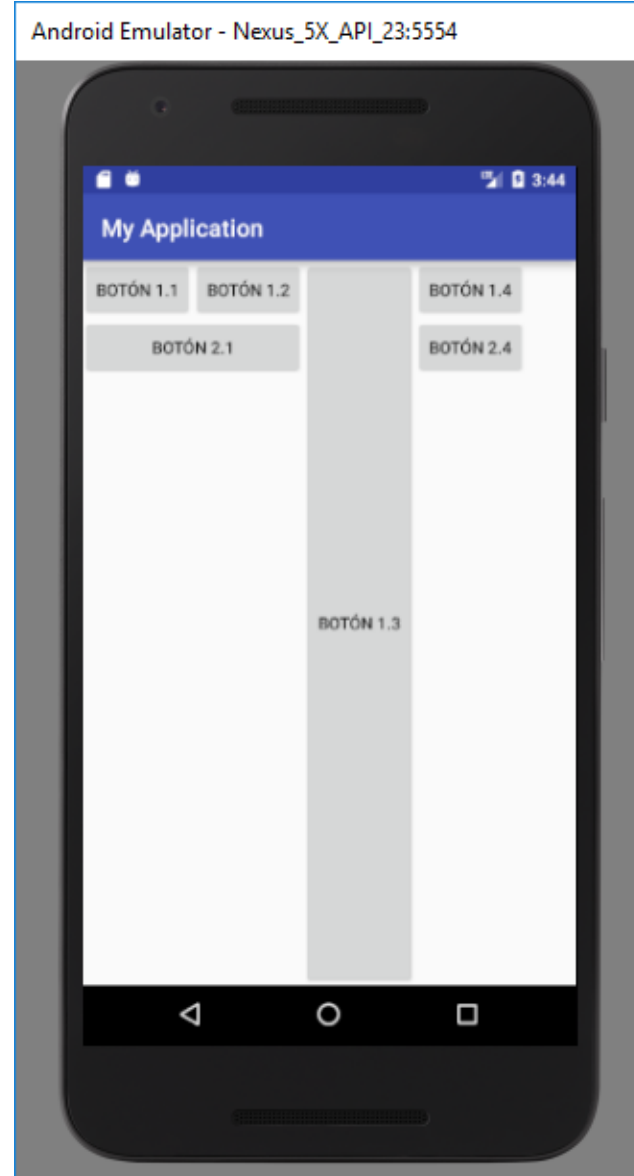 Android Emulator - Nexus_5X_API_23:5554
3:44
My Application
BOTÓN 1.1 BOTÓN 1.2 BOTÓN 1.4
BOTÓN 2.1 BOTÓN 2.4
BOTÓN 1.3